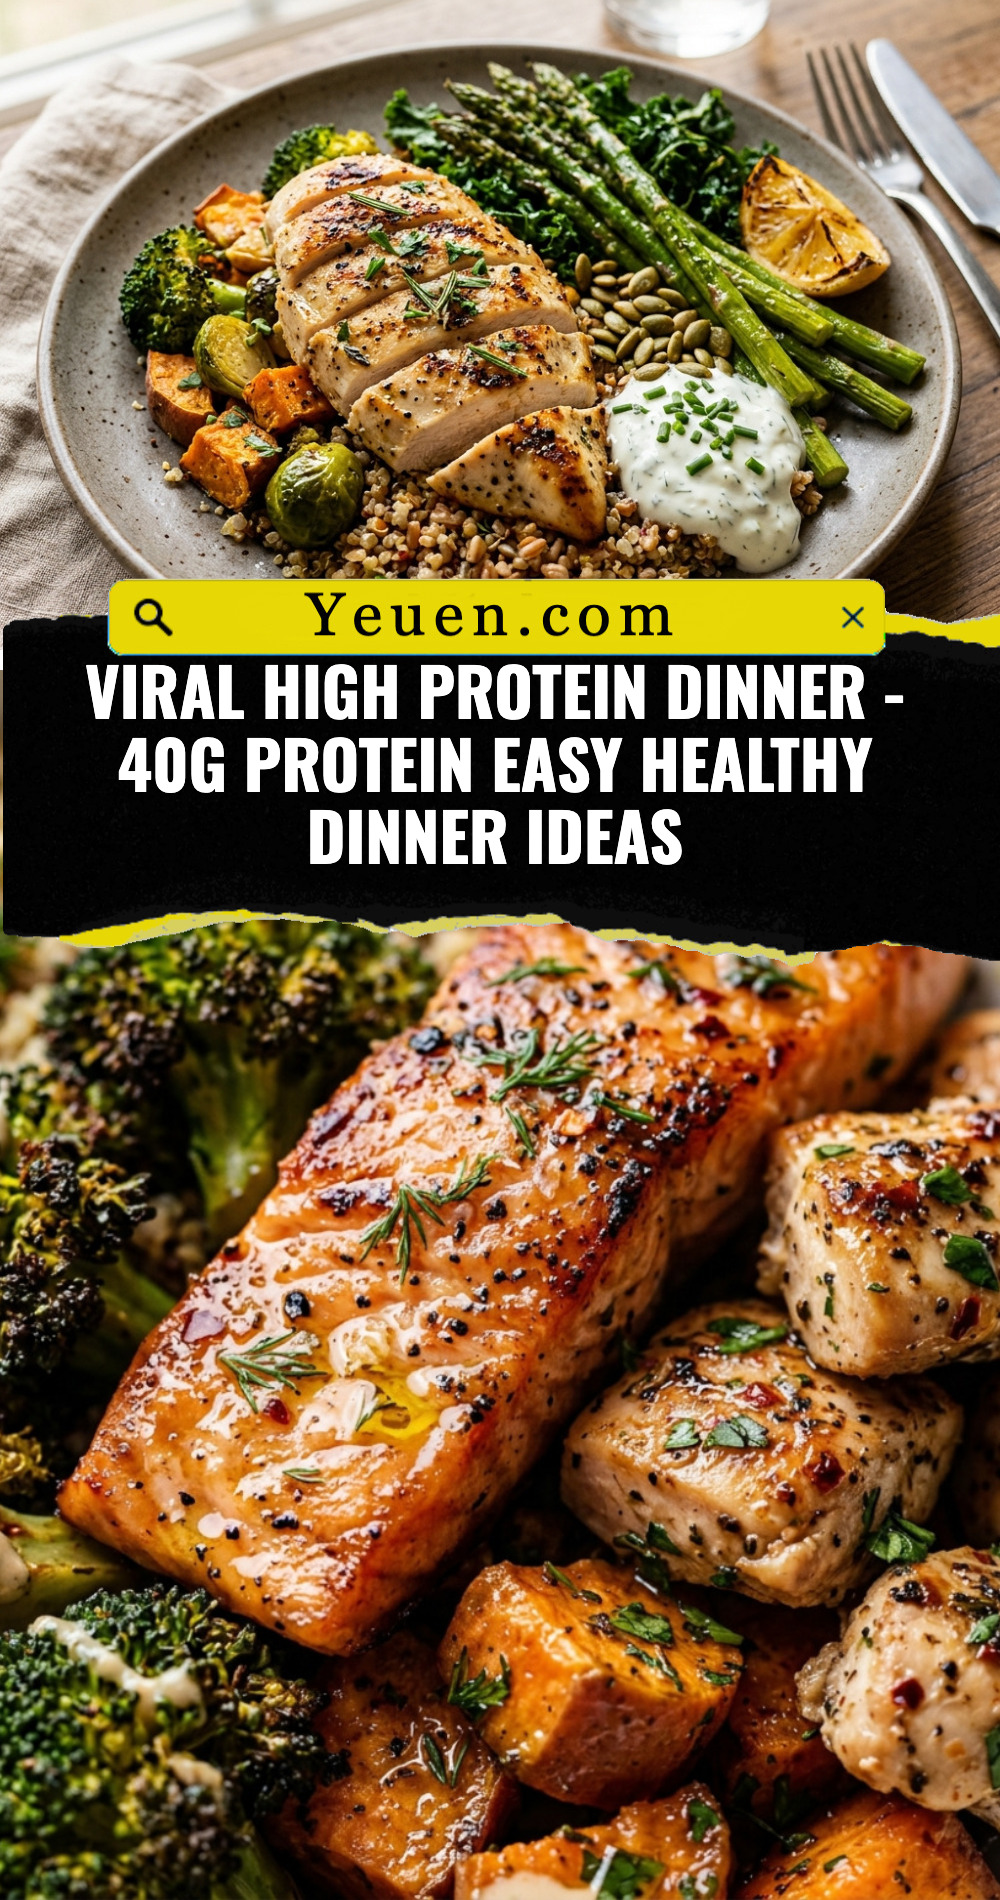 Yeuen.com
VIRAL HIGH PROTEIN DINNER -
40G PROTEIN EASY HEALTHY
DINNER IDEAS